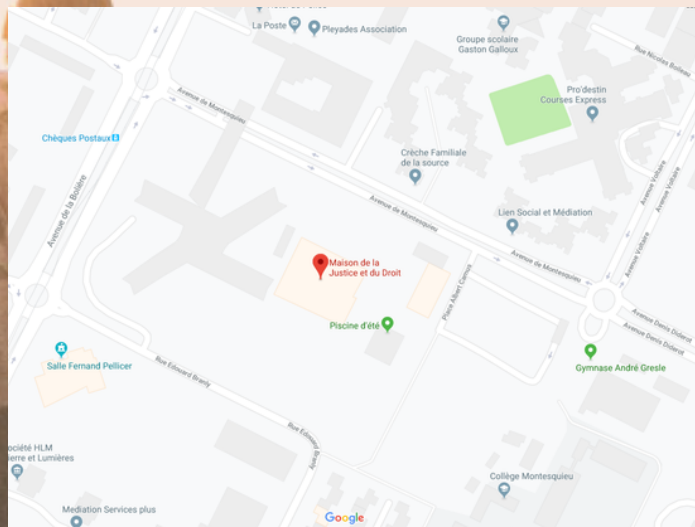 La Poste
Pleyades Association
Groupe scolaire
Gaston Galloux
Rue Nicolas Boileau
Pro'destin
Courses Express
Avenue de Montesquieu
Chèques Postaux
Crèche Familiale
de la source
Avenue Voltaire
Avenue Voltaire
Avenue de la Bolière
Avenue de Montesquieu
Lien Social et Médiation
Avenue de Montesquieu
Maison de la
Justice et du Droit
Place Albert Camus
Piscine d'été
Avenue Denis Diderot
Avenue Denis Diderot
Salle Fernand Pellicer
Rue Edouard Branly
Gymnase André Gresle
Rue Edouard Branly
ociété HLM
ierre et Lumières
Collège Montesquieu
Mediation Services plus
Google